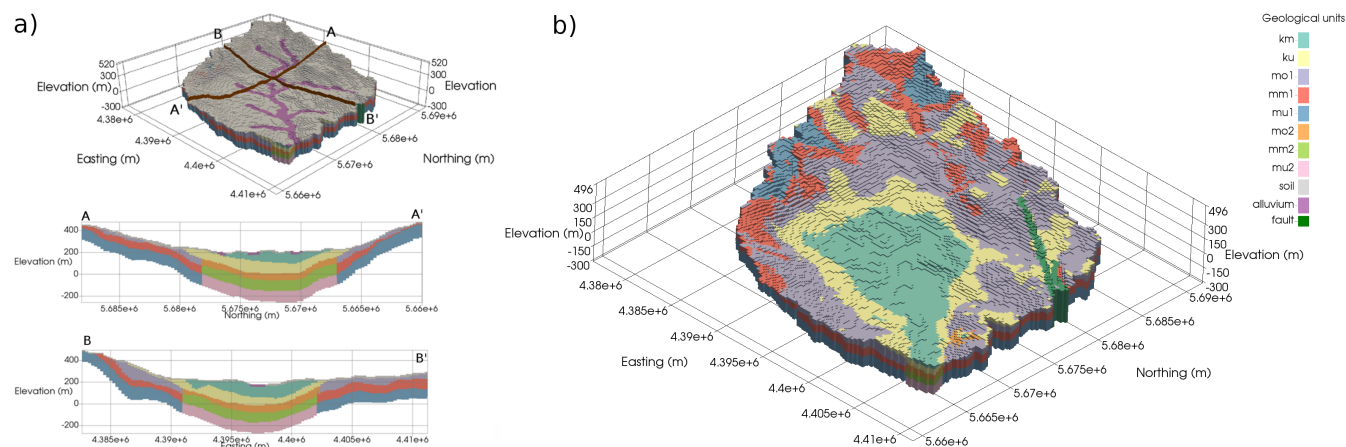 a)
B
A
520
300
0
-300
Elevation (m)
520
300
0
-300
Elevation
A'
B'
4.38e+6
4.39e+6
4.4e+6
4.41e+6
Easting (m)
5.69e+6
5.68e+6
5.67e+6
5.66e+6
Northing (m)
A
A'
400
200
0
-200
Elevation (m)
5.685e+6
5.68e+6
5.675e+6
5.67e+6
5.665e+6
5.66e+6
Northing (m)
B
B'
400
200
0
-200
Elevation (m)
4.385e+6
4.39e+6
4.395e+6
4.4e+6
4.405e+6
4.41e+6
Easting (m)
b)
496
300
150
0
-150
-300
Elevation (m)
4.38e+6
4.385e+6
4.39e+6
4.395e+6
4.4e+6
4.405e+6
4.41e+6
Easting (m)
496
300
150
0
-150
-300
Elevation (m)
5.69e+6
5.685e+6
5.68e+6
5.675e+6
5.67e+6
5.665e+6
5.66e+6
Northing (m)
Geological units
km
ku
mo1
mm1
mu1
mo2
mm2
mu2
soil
alluvium
fault